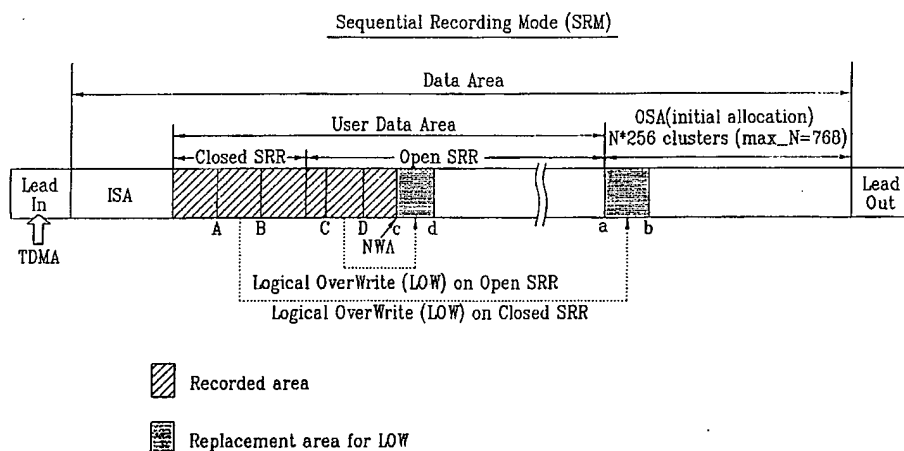 Sequential Recording Mode (SRM)
Data Area
OSA(initial allocation)
N*256 clusters (max_N=768)
User Data Area
Closed SRR
Open SRR
Lead In
ISA
Lead Out
A
B
C
D
c
d
a
b
NWA
TDMA
Logical OverWrite (LOW) on Open SRR
Logical OverWrite (LOW) on Closed SRR
Recorded area
Replacement area for LOW